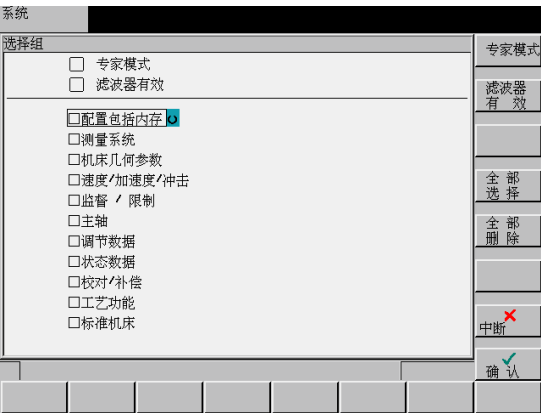 系统
选择组
专家模式
滤波器有效
配置包括内存
测量系统
机床几何参数
速度/加速度/冲击
监督 / 限制
主轴
调节数据
状态数据
校对/补偿
工艺功能
标准机床
专家模式
滤波器
有 效
全 部
选 择
全 部
删 除
中断
确 认